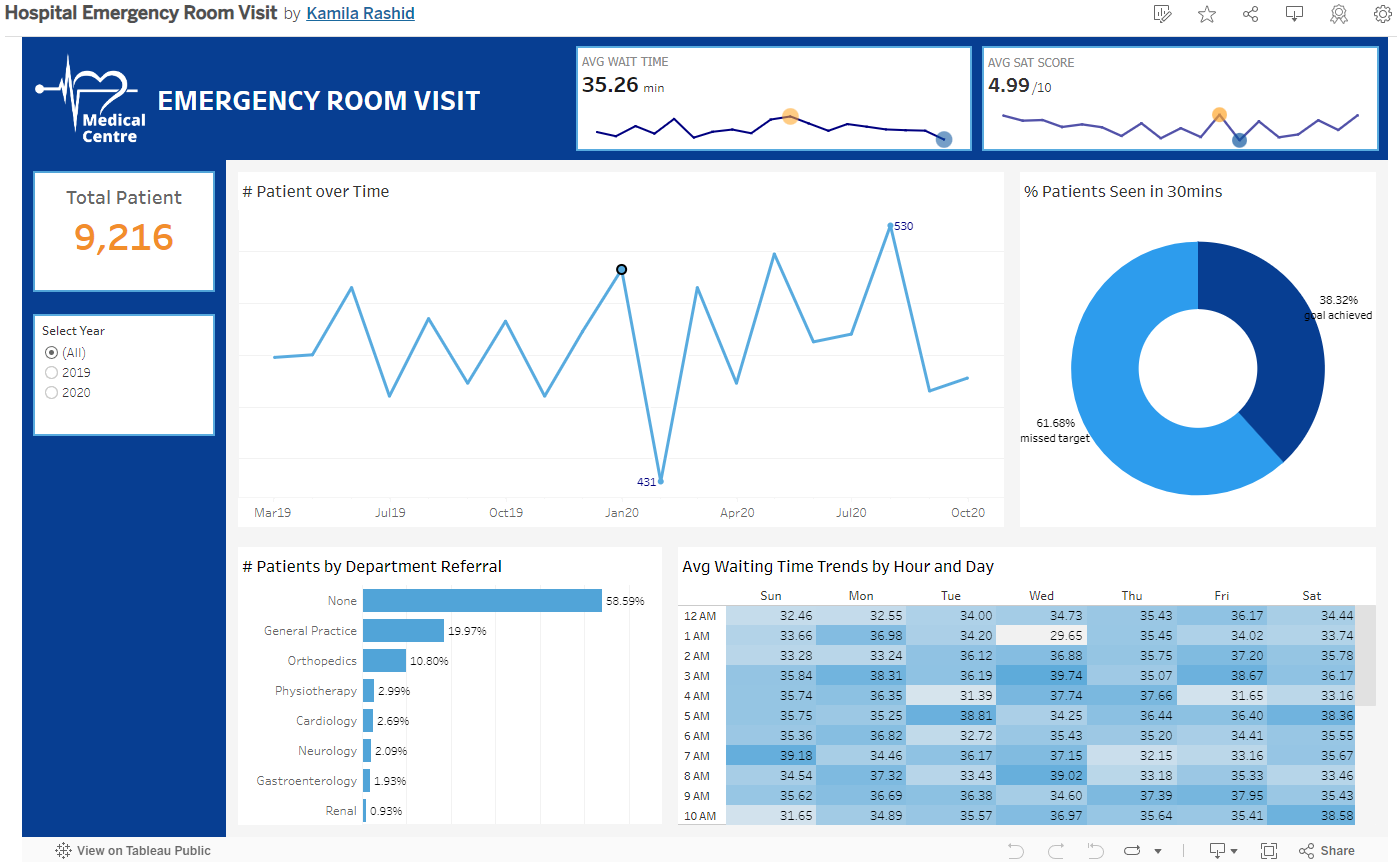 Hospital Emergency Room Visit by Kamila Rashid
Medical
Centre
EMERGENCY ROOM VISIT
AVG WAIT TIME
35.26 min
AVG SAT SCORE
4.99/10
Total Patient
9,216
Select Year
(All)
2019
2020
# Patient over Time
530
431
Mar19 Jul19 Oct19 Jan20 Apr20 Jul20 Oct20
% Patients Seen in 30mins
38.32%
goal achieved
61.68%
missed target
# Patients by Department Referral
None 58.59%
General Practice 19.97%
Orthopedics 10.80%
Physiotherapy 2.99%
Cardiology 2.69%
Neurology 2.09%
Gastroenterology 1.93%
Renal 0.93%
Avg Waiting Time Trends by Hour and Day
Sun Mon Tue Wed Thu Fri Sat
12 AM 32.46 32.55 34.00 34.73 35.43 36.17 34.44
1 AM 33.66 36.98 34.20 29.65 35.45 34.02 33.74
2 AM 33.28 33.24 36.12 36.88 35.75 37.20 35.78
3 AM 35.84 38.31 36.19 39.74 35.07 38.67 36.17
4 AM 35.74 36.35 31.39 37.74 37.66 31.65 33.16
5 AM 35.75 35.25 38.81 34.25 36.44 36.40 38.36
6 AM 35.36 36.82 32.72 35.43 35.20 34.41 35.55
7 AM 39.18 34.46 36.17 37.15 32.15 33.16 35.67
8 AM 34.54 37.32 33.43 39.02 33.18 35.33 33.46
9 AM 35.62 36.69 36.38 34.60 37.39 37.95 35.43
10 AM 31.65 34.89 35.57 36.97 35.64 35.41 38.58
View on Tableau Public
Share